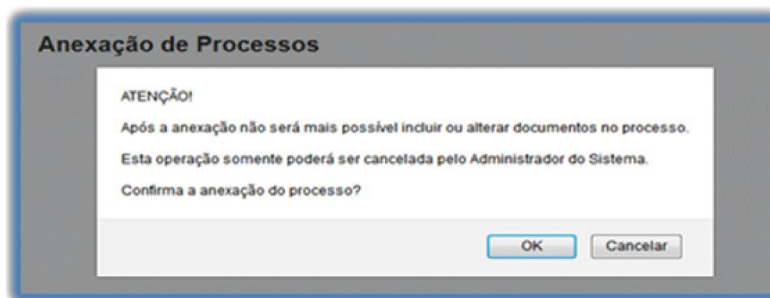 Anexação de Processos
ATENÇÃO!
Após a anexação não será mais possível incluir ou alterar documentos no processo.
Esta operação somente poderá ser cancelada pelo Administrador do Sistema.
Confirma a anexação do processo?
OK Cancelar